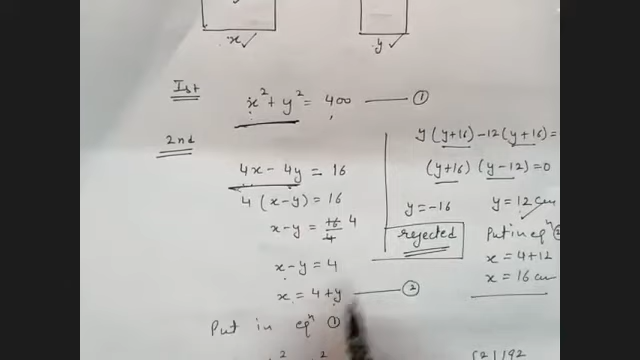 x ✓
y ✓
Ist
x² + y² = 400 —— ①
2nd
4x - 4y = 16
4 (x-y) = 16
x-y = 16/4 4
x-y = 4
x = 4+y —— ②
Put in eqⁿ ①
y (y+16) -12 (y+16) =
(y+16) (y-12) = 0
y = -16
rejected
y = 12 cm
Put in eqⁿ
x = 4+12
x = 16 cm